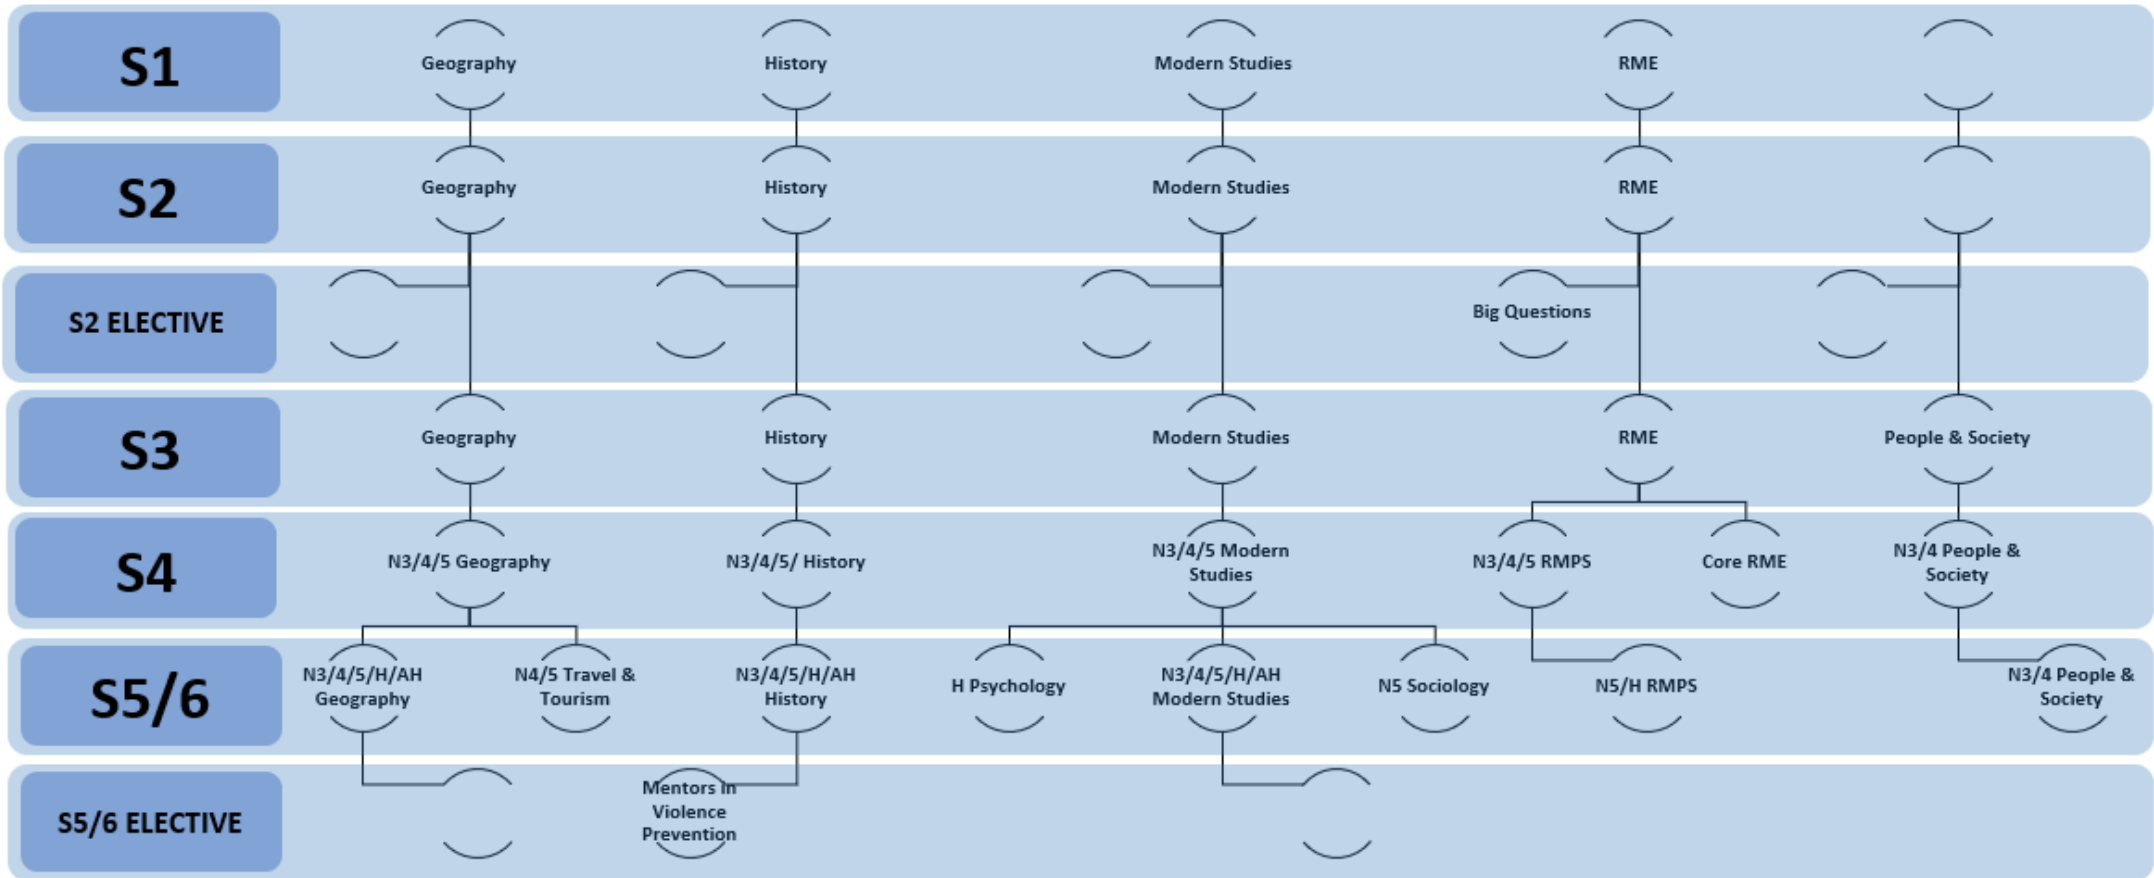 S1
Geography
History
Modern Studies
RME
S2
Geography
History
Modern Studies
RME
S2 ELECTIVE
Big Questions
S3
Geography
History
Modern Studies
RME
People & Society
S4
N3/4/5 Geography
N3/4/5/ History
N3/4/5 Modern
Studies
N3/4/5 RMPS
Core RME
N3/4 People &
Society
S5/6
N3/4/5/H/AH
Geography
N4/5 Travel &
Tourism
N3/4/5/H/AH
History
H Psychology
N3/4/5/H/AH
Modern Studies
N5 Sociology
N5/H RMPS
N3/4 People &
Society
S5/6 ELECTIVE
Mentors in
Violence
Prevention